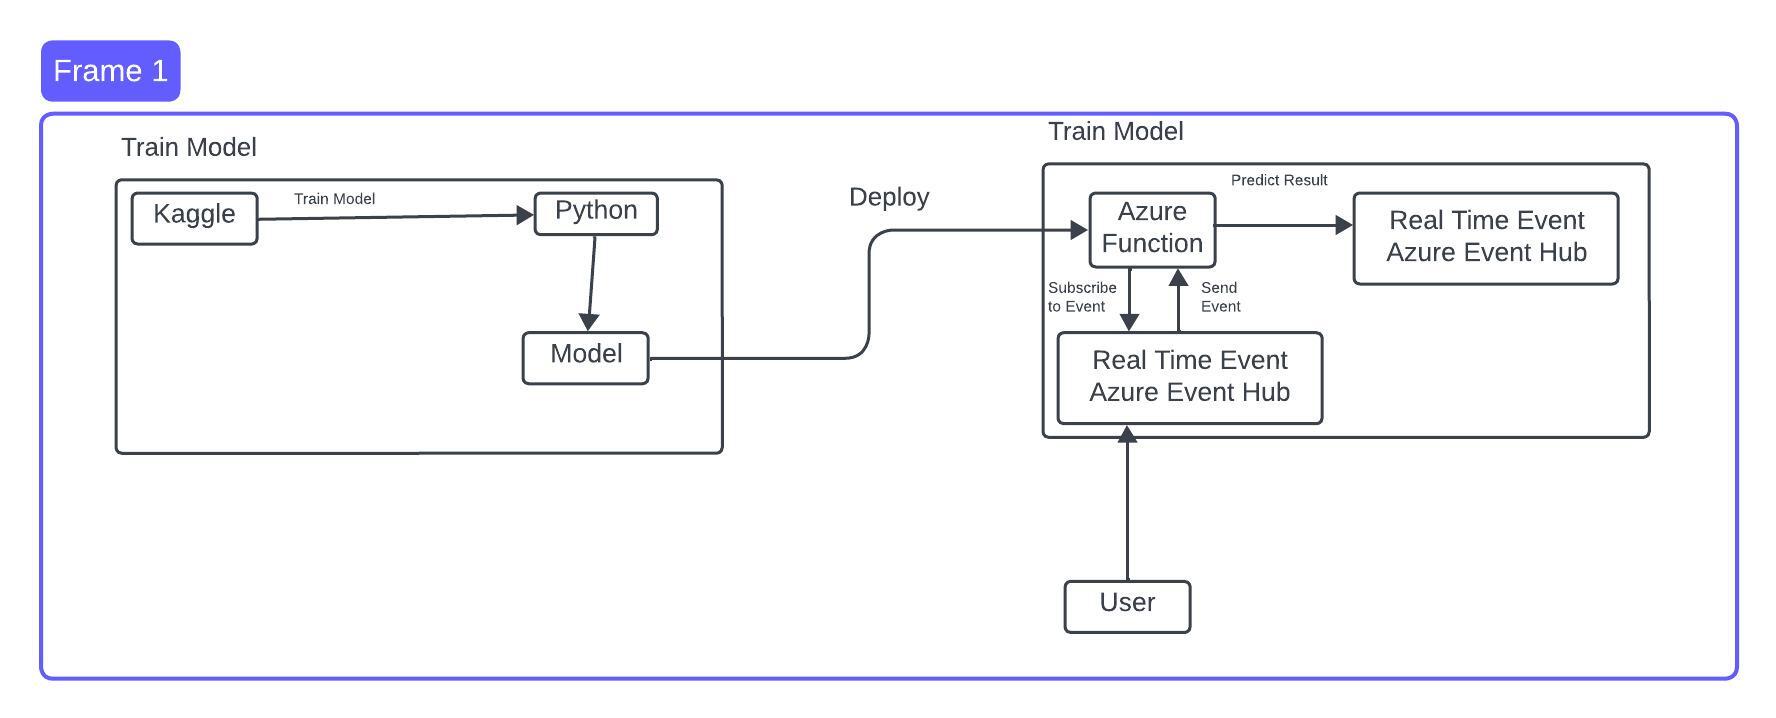 Frame 1
Train Model
Kaggle
Train Model
Python
Model
Deploy
Train Model
Predict Result
Azure
Function
Real Time Event
Azure Event Hub
Subscribe
to Event
Send
Event
Real Time Event
Azure Event Hub
User